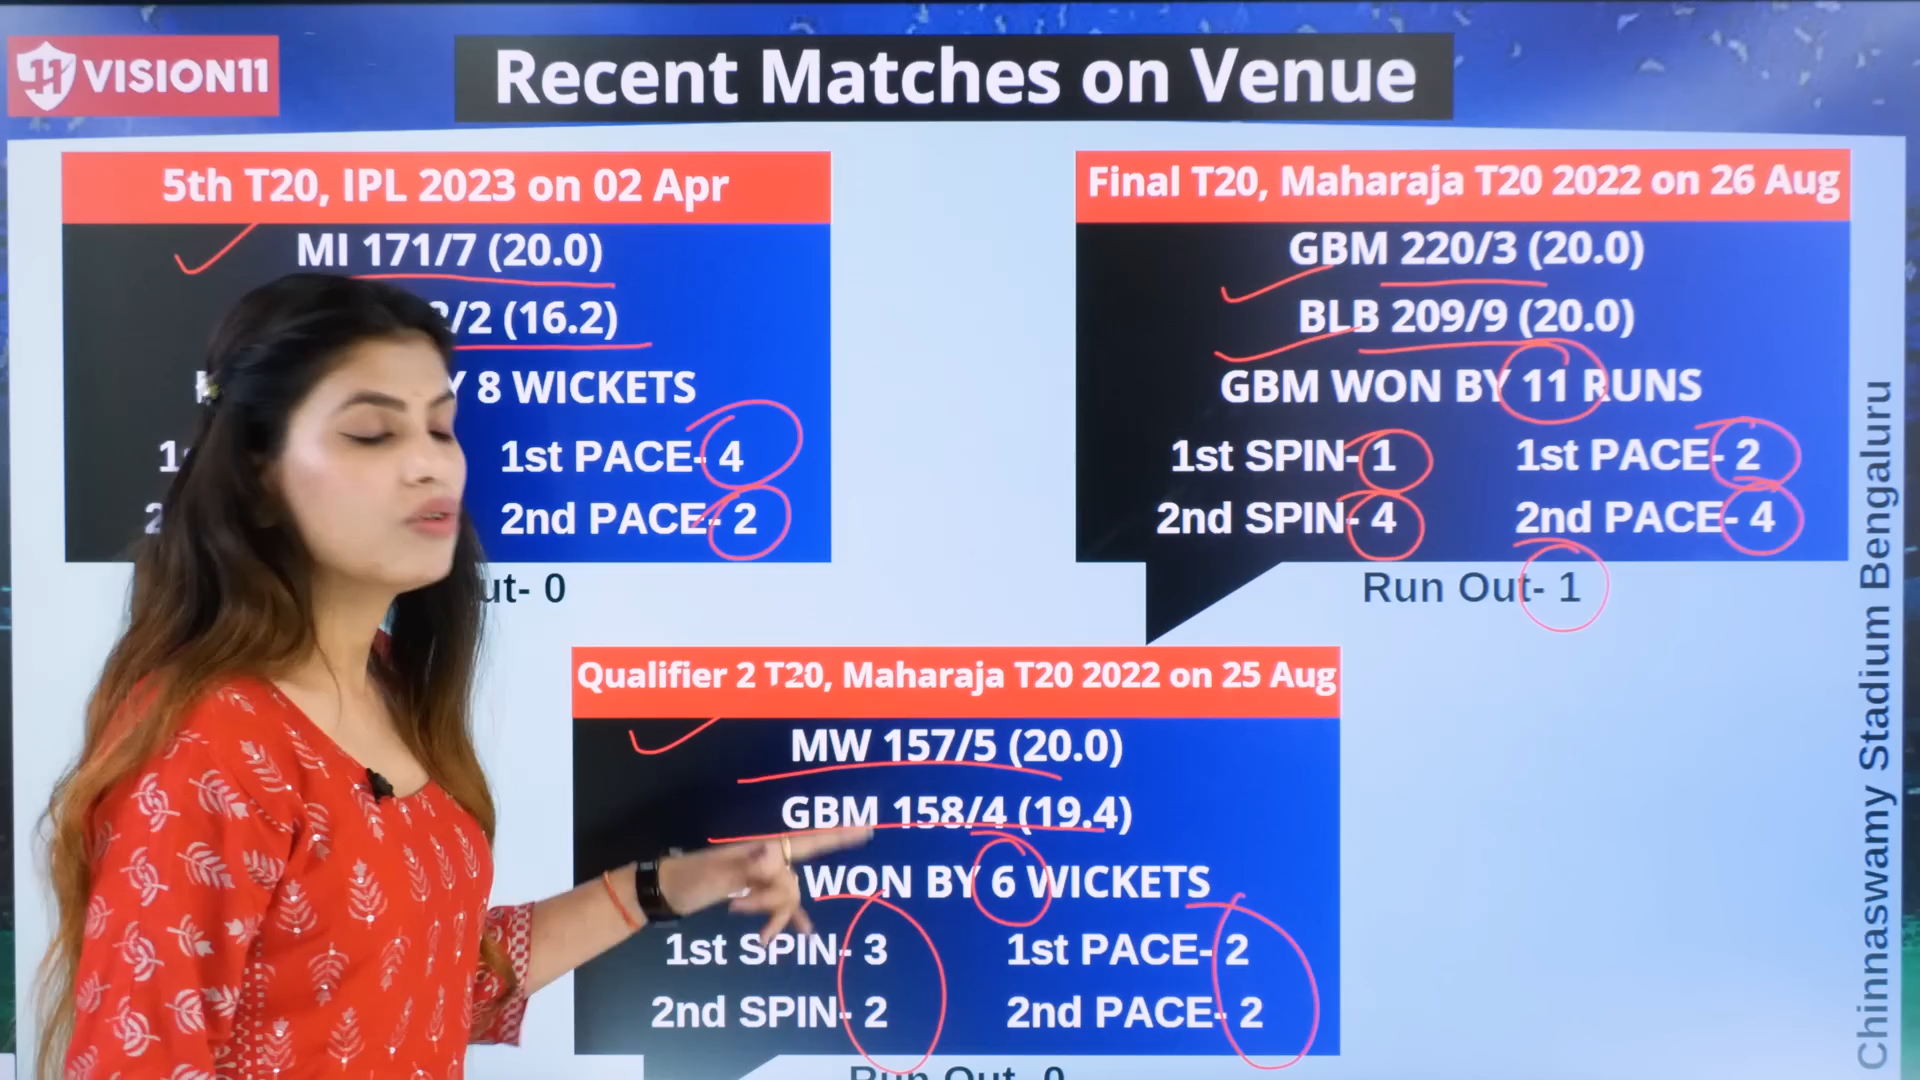 VISION11
Recent Matches on Venue
5th T20, IPL 2023 on 02 Apr
MI 171/7 (20.0)
/2 (16.2)
8 WICKETS
1st PACE- 4
2nd PACE- 2
ut- 0
Final T20, Maharaja T20 2022 on 26 Aug
GBM 220/3 (20.0)
BLB 209/9 (20.0)
GBM WON BY 11 RUNS
1st SPIN- 1 1st PACE- 2
2nd SPIN- 4 2nd PACE- 4
Run Out- 1
Qualifier 2 T20, Maharaja T20 2022 on 25 Aug
MW 157/5 (20.0)
GBM 158/4 (19.4)
WON BY 6 WICKETS
1st SPIN- 3 1st PACE- 2
2nd SPIN- 2 2nd PACE- 2
Run Out- 0
Chinnaswamy Stadium Bengaluru